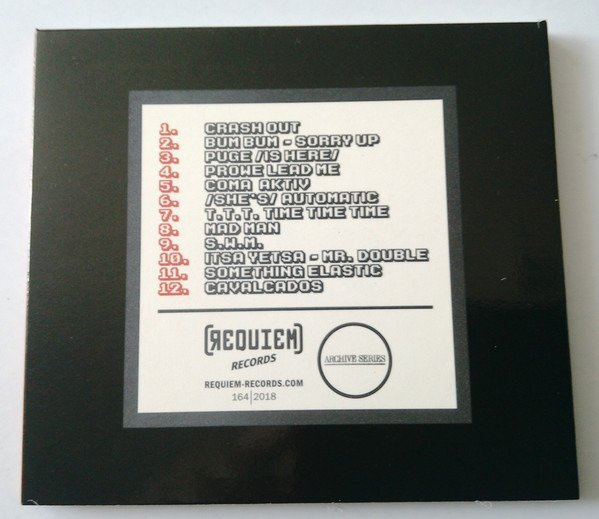 1. CRASH OUT
2. BUM BUM - SORRY UP
3. PUGE /IS HERE/
4. PROWE LEAD ME
5. COMA AKTIV
6. /SHE'S/ AUTOMATIC
7. T.T.T. TIME TIME TIME
8. MAD MAN
9. S.W.M.
10. ITSA YETSA - MR. DOUBLE
11. SOMETHING ELASTIC
12. CAVALCADOS
REQUIEM
RECORDS
REQUIEM-RECORDS.COM
164|2018
ARCHIVE SERIES